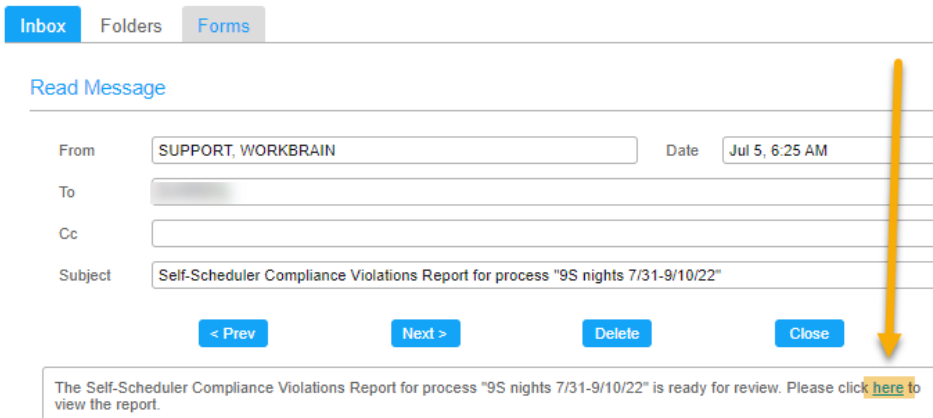 Inbox Folders Forms
Read Message
From SUPPORT, WORKBRAIN Date Jul 5, 6:25 AM
To
Cc
Subject Self-Scheduler Compliance Violations Report for process "9S nights 7/31-9/10/22"
< Prev Next > Delete Close
The Self-Scheduler Compliance Violations Report for process "9S nights 7/31-9/10/22" is ready for review. Please click here to
view the report.